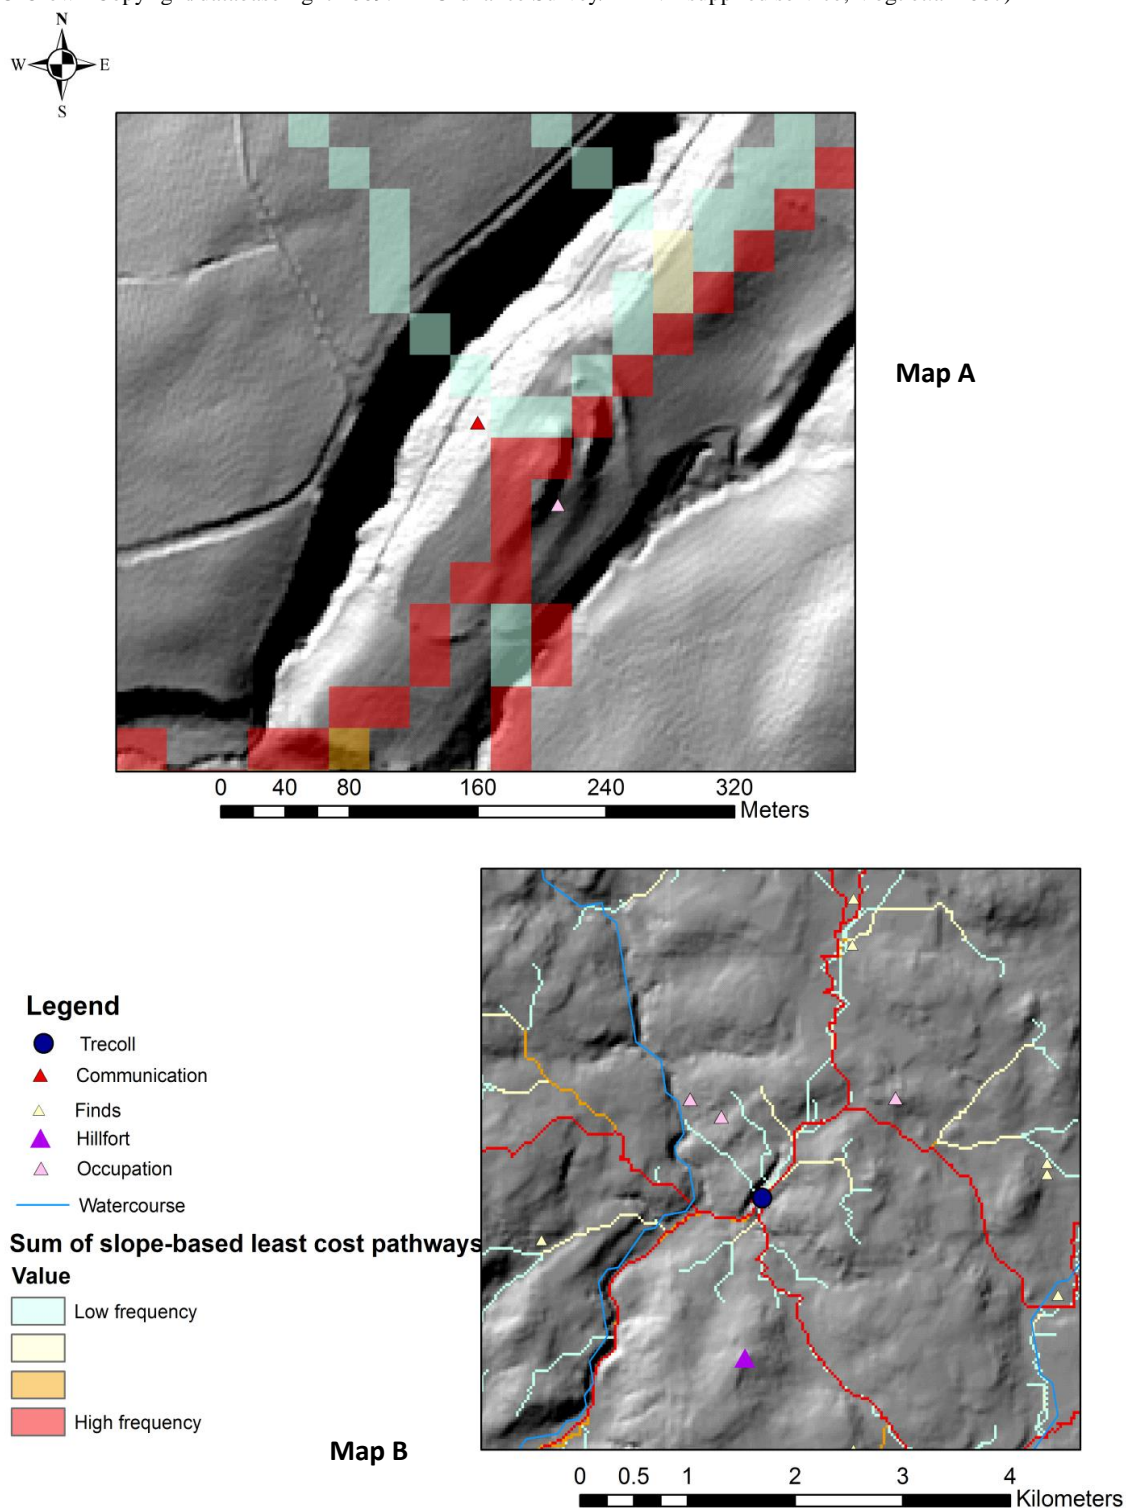 N
W E
S
Map A
0 40 80 160 240 320
Meters
Legend
Trecoll
Communication
Finds
Hillfort
Occupation
Watercourse
Sum of slope-based least cost pathways
Value
Low frequency
High frequency
Map B
0 0.5 1 2 3 4
Kilometers